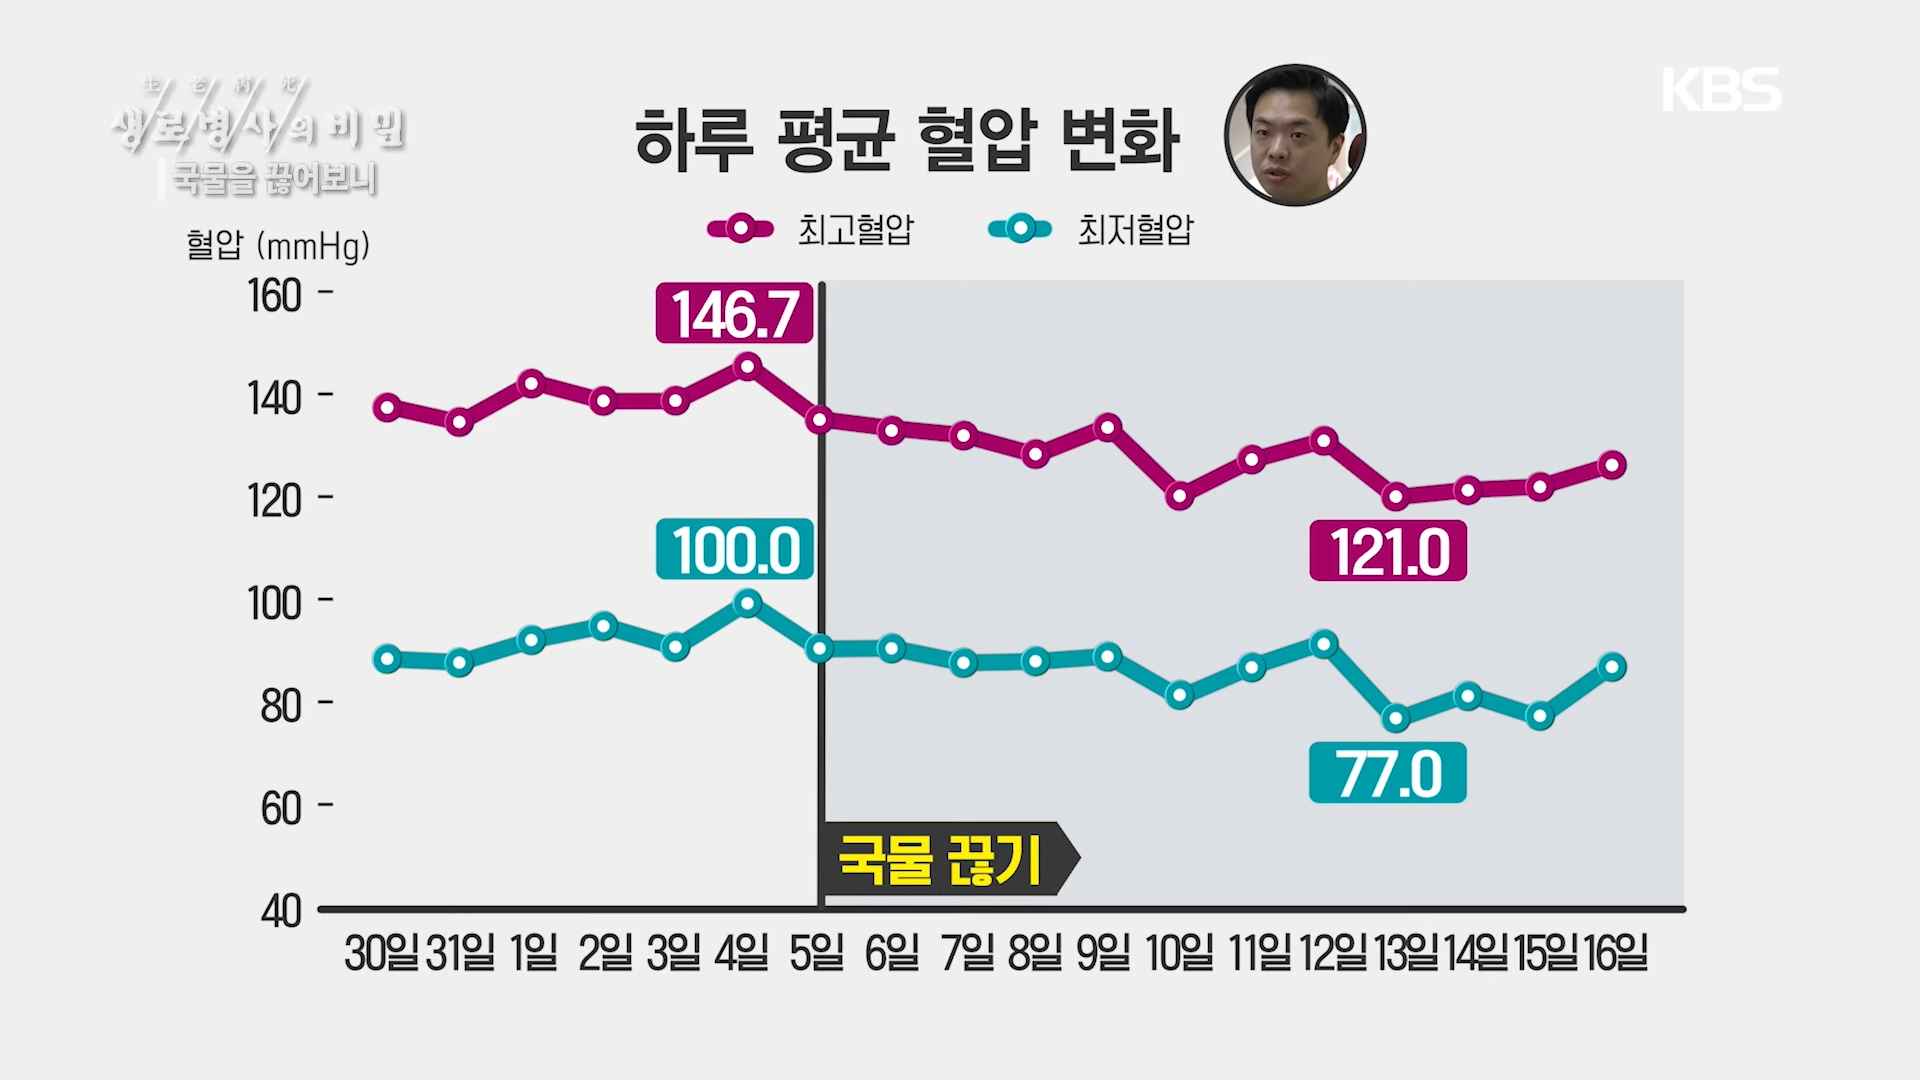 生老病死
생로병사의 비밀
국물을 끊어보니
KBS
하루 평균 혈압 변화
최고혈압 최저혈압
혈압 (mmHg)
160
140
120
100
80
60
40
146.7
100.0
121.0
77.0
국물 끊기
30일 31일 1일 2일 3일 4일 5일 6일 7일 8일 9일 10일 11일 12일 13일 14일 15일 16일